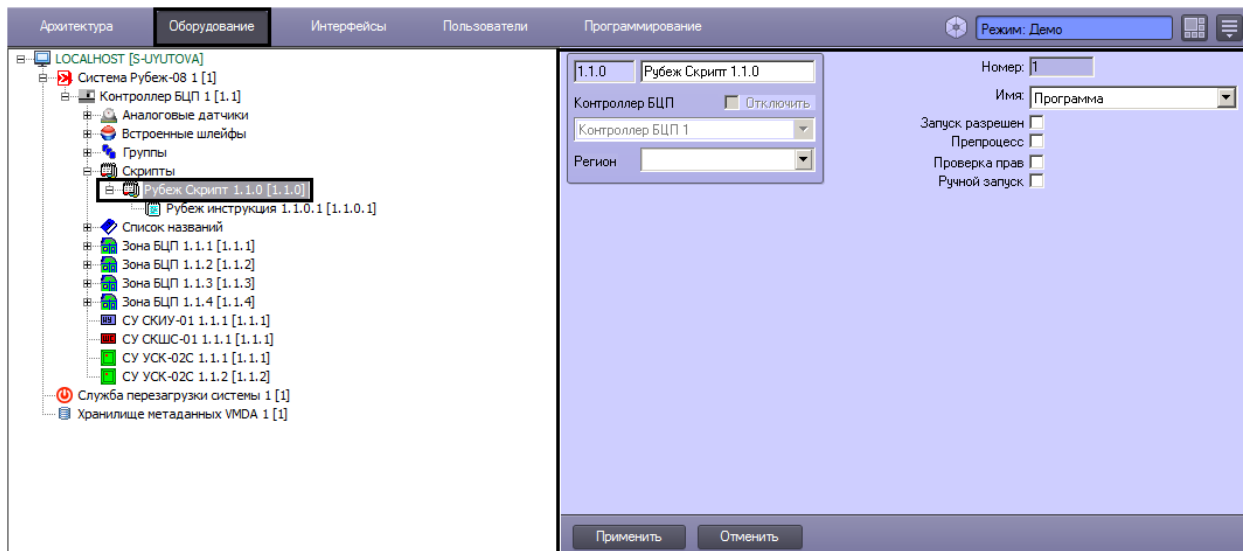 Архитектура Оборудование Интерфейсы Пользователи Программирование Режим: Демо
LOCALHOST [S-UYUTOVA]
Система Рубеж-08 1 [1]
Контроллер БЦП 1 [1.1]
Аналоговые датчики
Встроенные шлейфы
Группы
Скрипты
Рубеж Скрипт 1.1.0 [1.1.0]
Рубеж инструкция 1.1.0.1 [1.1.0.1]
Список названий
Зона БЦП 1.1.1 [1.1.1]
Зона БЦП 1.1.2 [1.1.2]
Зона БЦП 1.1.3 [1.1.3]
Зона БЦП 1.1.4 [1.1.4]
СУ СКИУ-01 1.1.1 [1.1.1]
СУ СКШС-01 1.1.1 [1.1.1]
СУ УСК-02С 1.1.1 [1.1.1]
СУ УСК-02С 1.1.2 [1.1.2]
Служба перезагрузки системы 1 [1]
Хранилище метаданных VMDA 1 [1]
1.1.0 Рубеж Скрипт 1.1.0
Контроллер БЦП Отключить
Контроллер БЦП 1
Регион
Номер: 1
Имя: Программа
Запуск разрешен
Препроцесс
Проверка прав
Ручной запуск
Применить Отменить